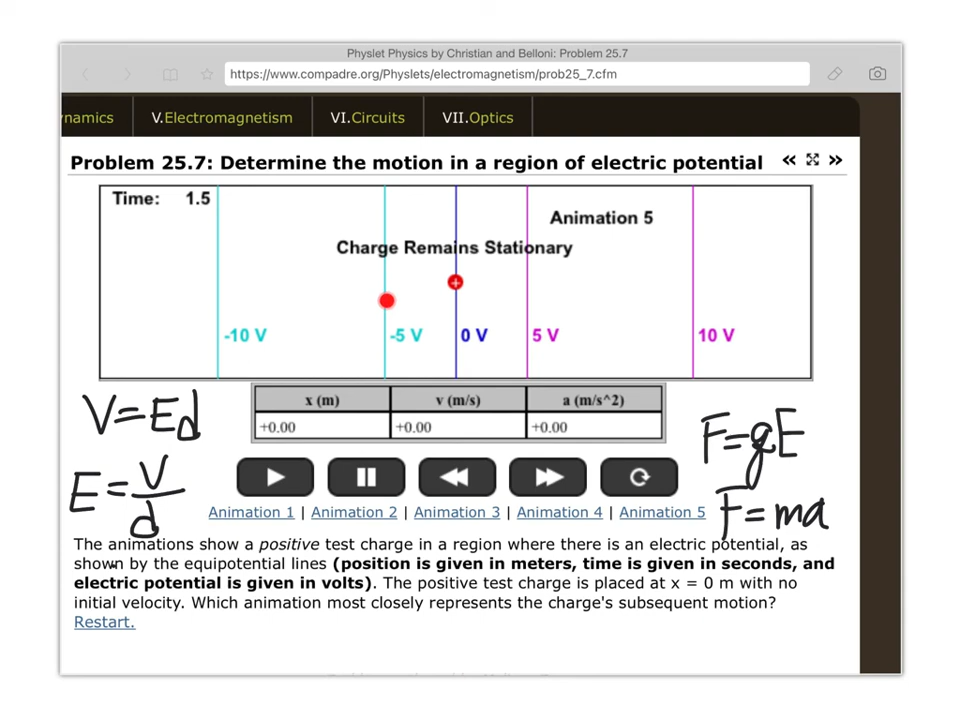 Physlet Physics by Christian and Belloni: Problem 25.7
https://www.compadre.org/Physlets/electromagnetism/prob25_7.cfm
namics V.Electromagnetism VI.Circuits VII.Optics
Problem 25.7: Determine the motion in a region of electric potential « »
Time: 1.5
Animation 5
Charge Remains Stationary
+
-10 V -5 V 0 V 5 V 10 V
x (m) v (m/s) a (m/s^2)
+0.00 +0.00 +0.00
V=Ed
E=V/d
F=qE
F=ma
Animation 1 | Animation 2 | Animation 3 | Animation 4 | Animation 5
The animations show a positive test charge in a region where there is an electric potential, as
shown by the equipotential lines (position is given in meters, time is given in seconds, and
electric potential is given in volts). The positive test charge is placed at x = 0 m with no
initial velocity. Which animation most closely represents the charge's subsequent motion?
Restart.